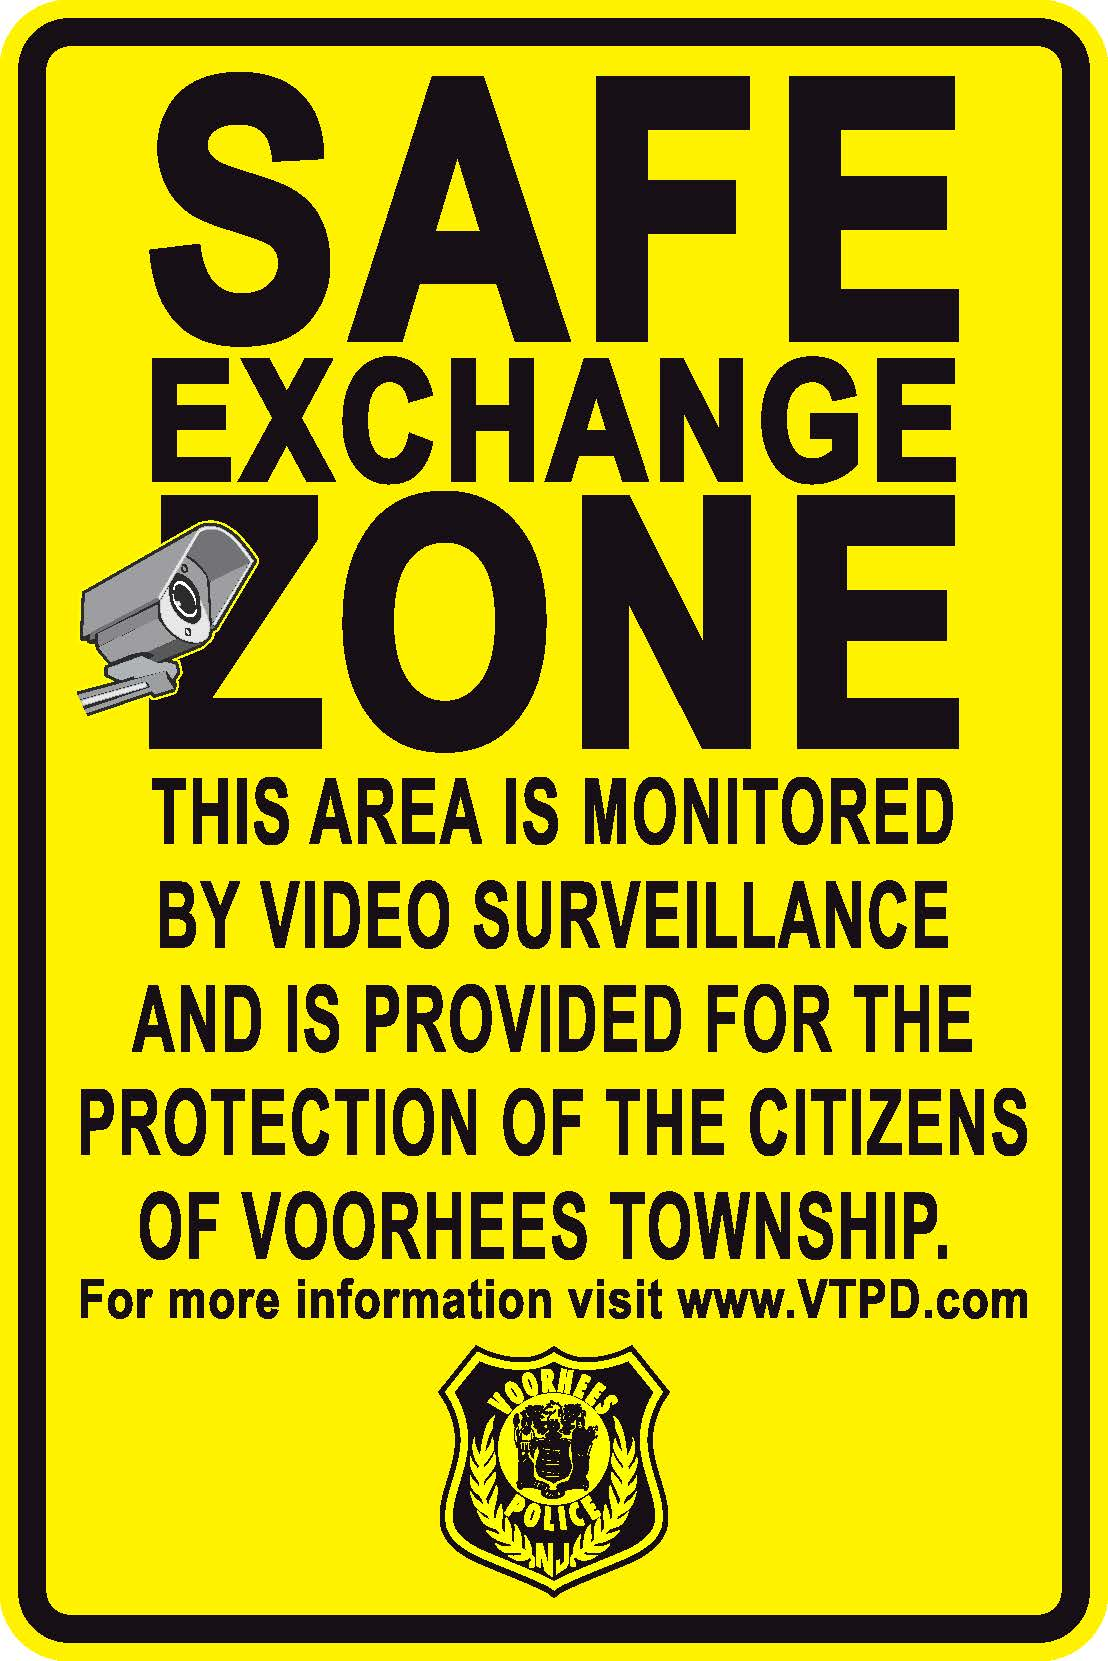 SAFE
EXCHANGE
ZONE
THIS AREA IS MONITORED
BY VIDEO SURVEILLANCE
AND IS PROVIDED FOR THE
PROTECTION OF THE CITIZENS
OF VOORHEES TOWNSHIP.
For more information visit www.VTPD.com
VOORHEES
POLICE
NJ